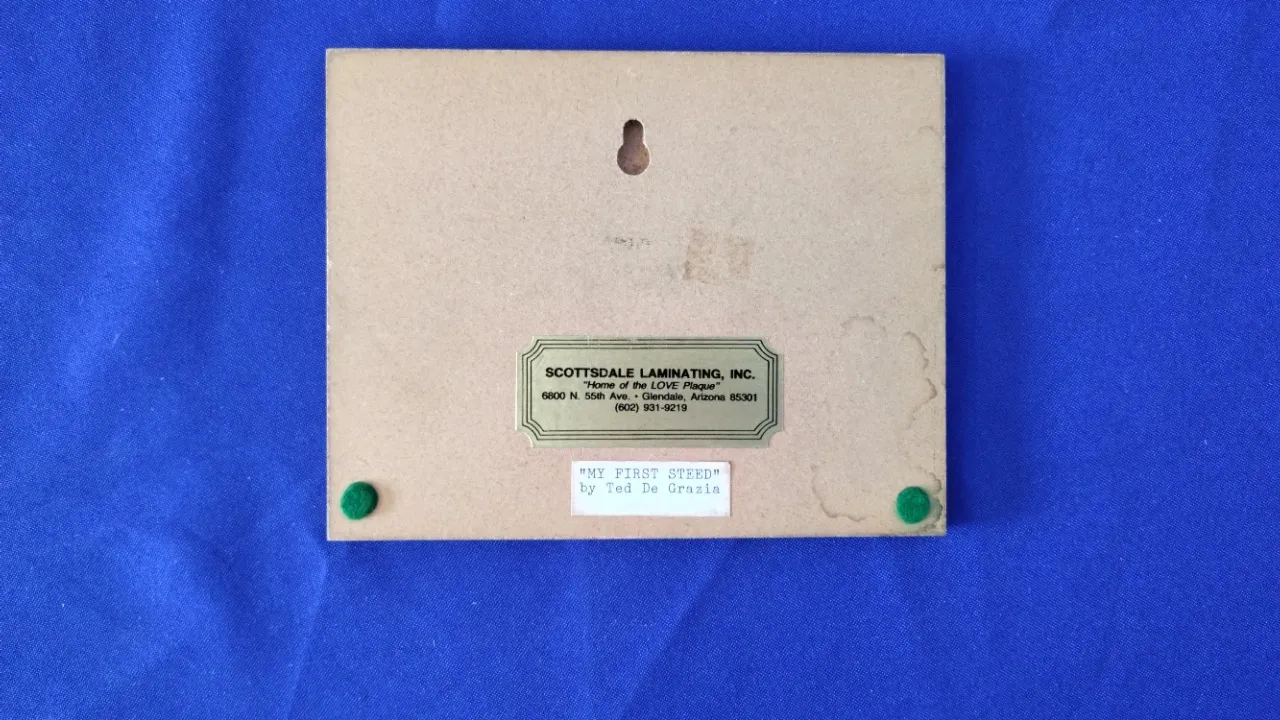 SCOTTSDALE LAMINATING, INC.
"Home of the LOVE Plaque"
6800 N. 55th Ave. • Glendale, Arizona 85301
(602) 931-9219
"MY FIRST STEED"
by Ted De Grazia